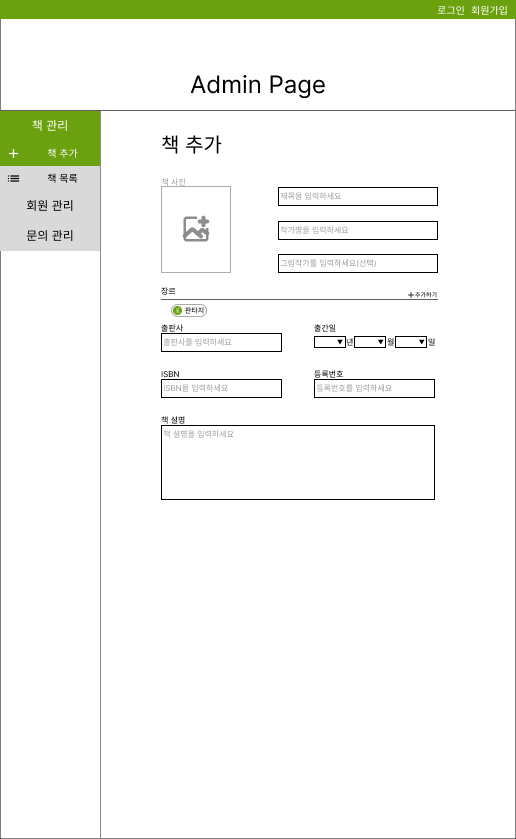 로그인 회원가입
Admin Page
책 관리
책 추가
책 목록
회원 관리
문의 관리
책 추가
책 사진
제목을 입력하세요
작가명을 입력하세요
그림작가를 입력하세요(선택)
장르
추가하기
X 판타지
출판사
출판사를 입력하세요
출간일
년 월 일
ISBN
ISBN을 입력하세요
등록번호
등록번호를 입력하세요
책 설명
책 설명을 입력하세요